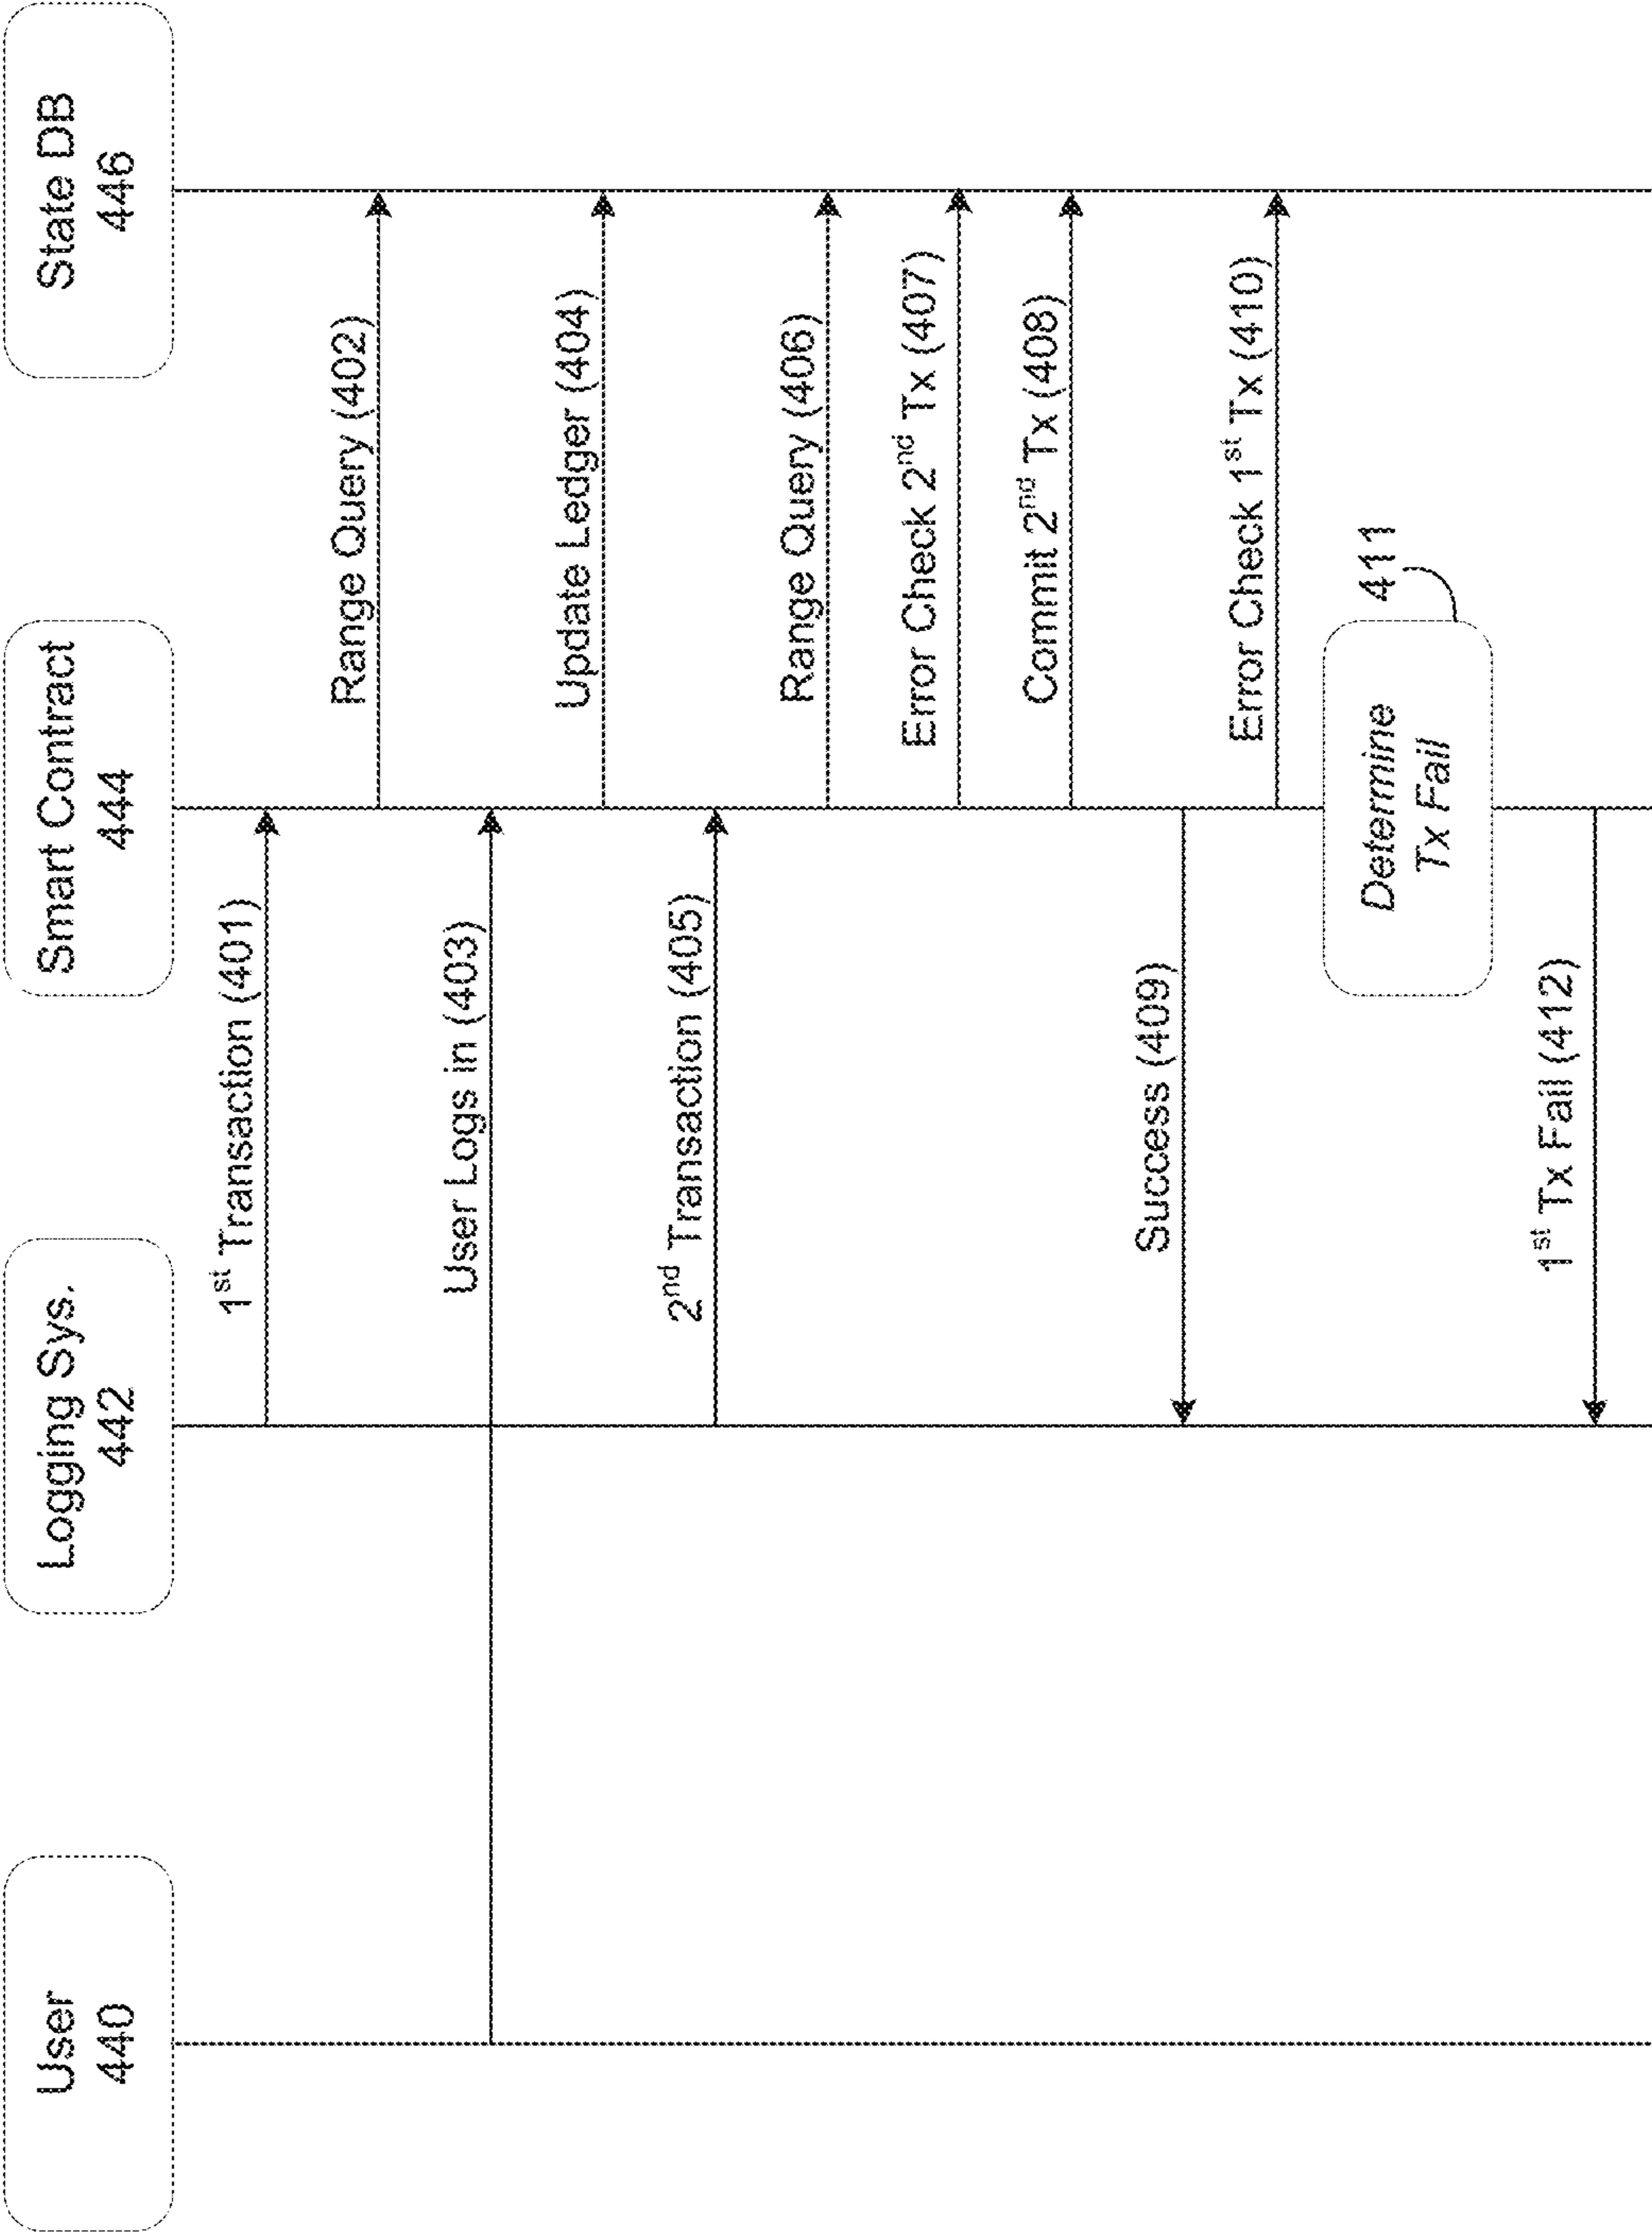 User
440
Logging Sys.
442
Smart Contract
444
State DB
446
1st Transaction (401)
Range Query (402)
User Logs in (403)
Update Ledger (404)
2nd Transaction (405)
Range Query (406)
Error Check 2nd Tx (407)
Commit 2nd Tx (408)
Success (409)
Error Check 1st Tx (410)
Determine
Tx Fail
411
1st Tx Fail (412)